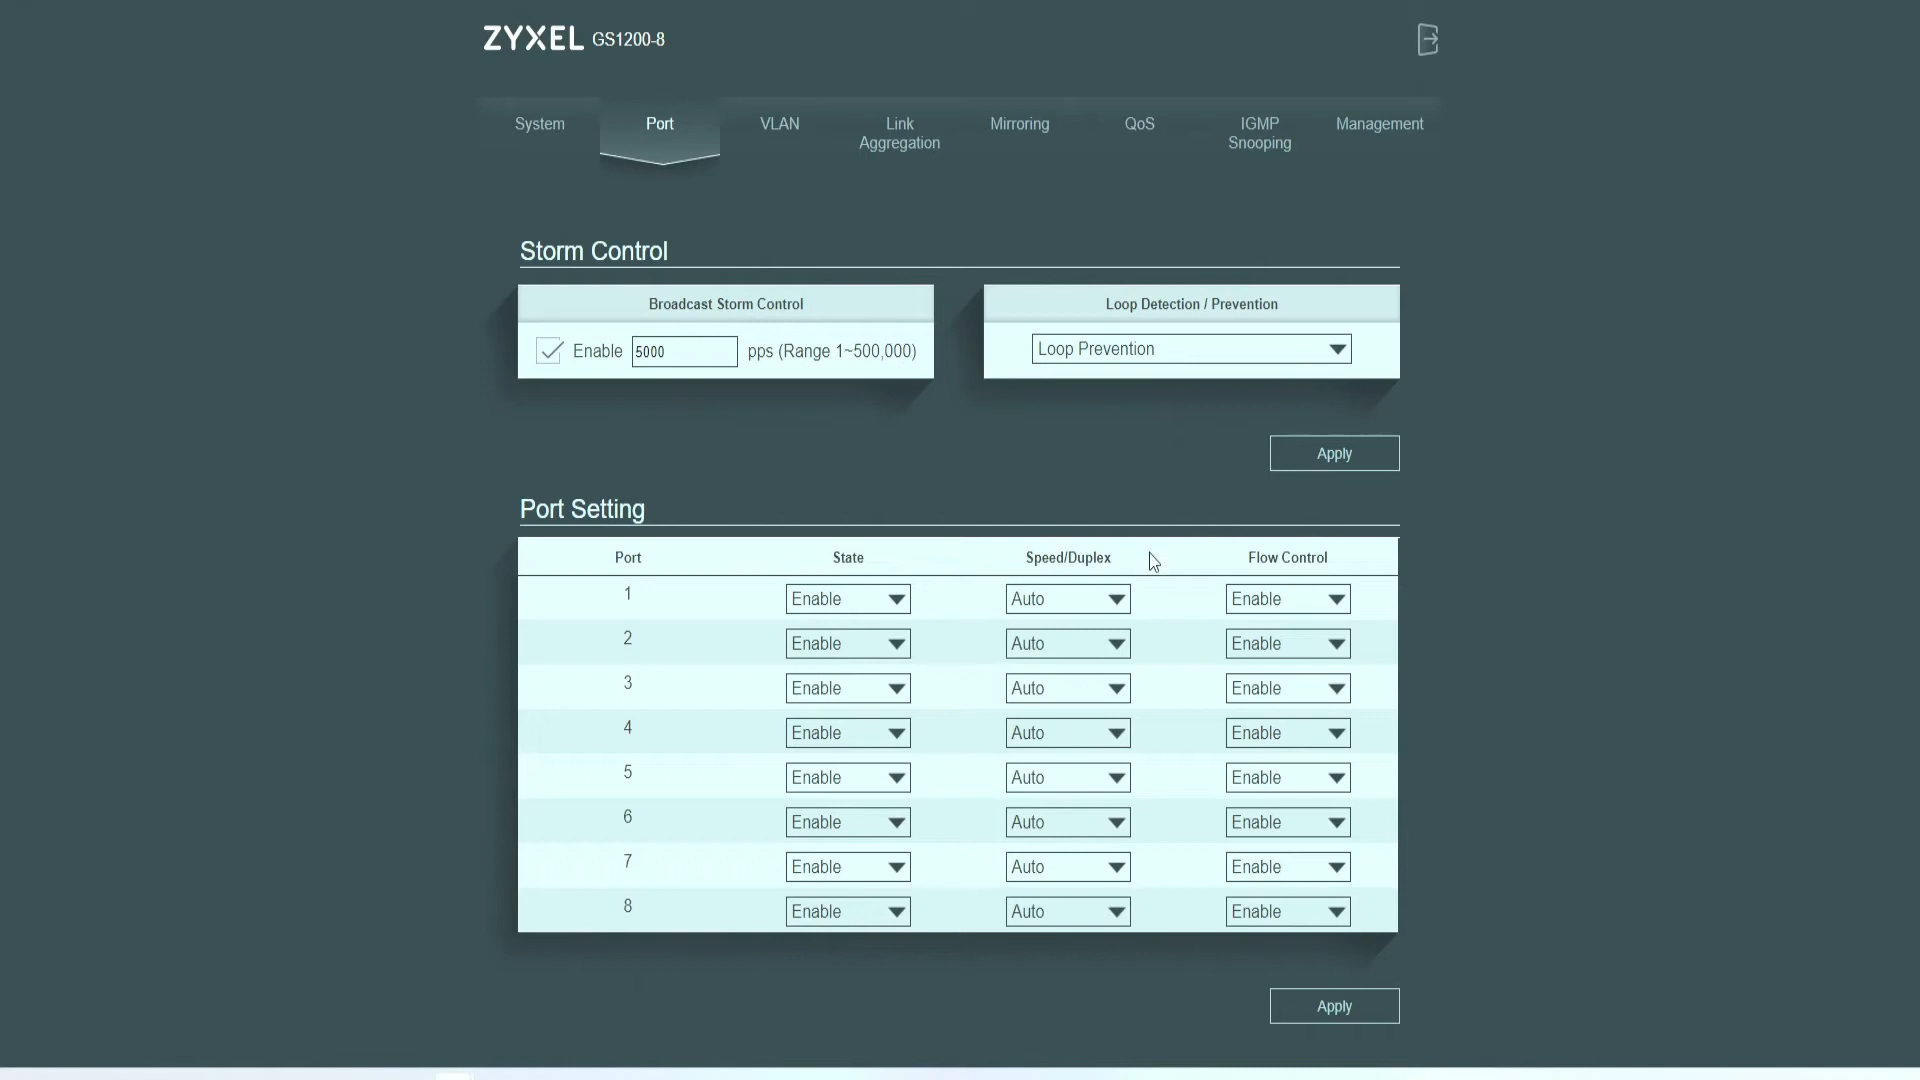 ZYXEL GS1200-8
System Port VLAN Link Aggregation Mirroring QoS IGMP Snooping Management
Storm Control
Broadcast Storm Control
Enable 5000 pps (Range 1~500,000)
Loop Detection / Prevention
Loop Prevention
Apply
Port Setting
Port State Speed/Duplex Flow Control
1 Enable Auto Enable
2 Enable Auto Enable
3 Enable Auto Enable
4 Enable Auto Enable
5 Enable Auto Enable
6 Enable Auto Enable
7 Enable Auto Enable
8 Enable Auto Enable
Apply